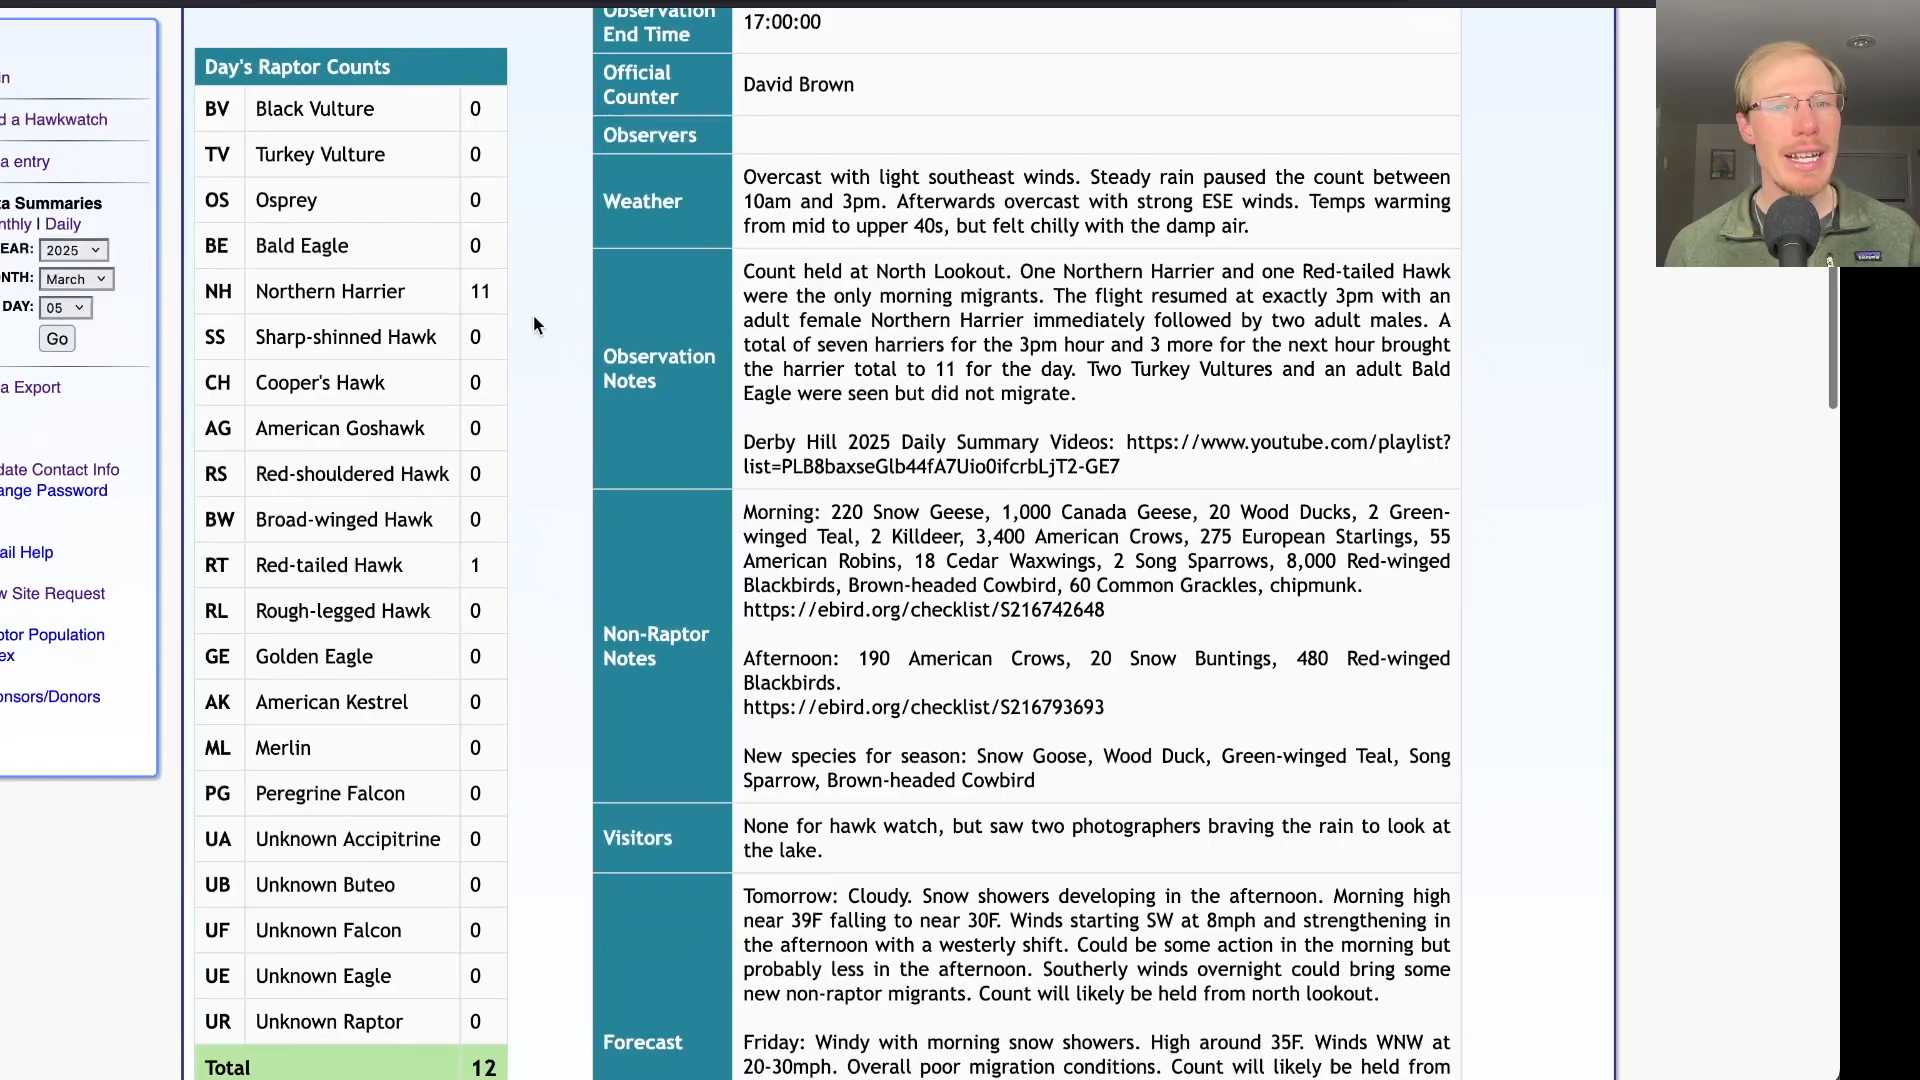 in
d a Hawkwatch
a entry
ta Summaries
nthly | Daily
EAR: 2025
NTH: March
DAY: 05
Go
a Export
date Contact Info
ange Password
ail Help
w Site Request
ptor Population
ex
onsors/Donors
Day's Raptor Counts
BV Black Vulture 0
TV Turkey Vulture 0
OS Osprey 0
BE Bald Eagle 0
NH Northern Harrier 11
SS Sharp-shinned Hawk 0
CH Cooper's Hawk 0
AG American Goshawk 0
RS Red-shouldered Hawk 0
BW Broad-winged Hawk 0
RT Red-tailed Hawk 1
RL Rough-legged Hawk 0
GE Golden Eagle 0
AK American Kestrel 0
ML Merlin 0
PG Peregrine Falcon 0
UA Unknown Accipitrine 0
UB Unknown Buteo 0
UF Unknown Falcon 0
UE Unknown Eagle 0
UR Unknown Raptor 0
Total 12
Observation
End Time
17:00:00
Official
Counter
David Brown
Observers
Weather
Overcast with light southeast winds. Steady rain paused the count between
10am and 3pm. Afterwards overcast with strong ESE winds. Temps warming
from mid to upper 40s, but felt chilly with the damp air.
Observation
Notes
Count held at North Lookout. One Northern Harrier and one Red-tailed Hawk
were the only morning migrants. The flight resumed at exactly 3pm with an
adult female Northern Harrier immediately followed by two adult males. A
total of seven harriers for the 3pm hour and 3 more for the next hour brought
the harrier total to 11 for the day. Two Turkey Vultures and an adult Bald
Eagle were seen but did not migrate.
Derby Hill 2025 Daily Summary Videos: https://www.youtube.com/playlist?
list=PLB8baxseGlb44fA7Uio0ifcrbLjT2-GE7
Non-Raptor
Notes
Morning: 220 Snow Geese, 1,000 Canada Geese, 20 Wood Ducks, 2 Green-
winged Teal, 2 Killdeer, 3,400 American Crows, 275 European Starlings, 55
American Robins, 18 Cedar Waxwings, 2 Song Sparrows, 8,000 Red-winged
Blackbirds, Brown-headed Cowbird, 60 Common Grackles, chipmunk.
https://ebird.org/checklist/S216742648
Afternoon: 190 American Crows, 20 Snow Buntings, 480 Red-winged
Blackbirds.
https://ebird.org/checklist/S216793693
New species for season: Snow Goose, Wood Duck, Green-winged Teal, Song
Sparrow, Brown-headed Cowbird
Visitors
None for hawk watch, but saw two photographers braving the rain to look at
the lake.
Forecast
Tomorrow: Cloudy. Snow showers developing in the afternoon. Morning high
near 39F falling to near 30F. Winds starting SW at 8mph and strengthening in
the afternoon with a westerly shift. Could be some action in the morning but
probably less in the afternoon. Southerly winds overnight could bring some
new non-raptor migrants. Count will likely be held from north lookout.
Friday: Windy with morning snow showers. High around 35F. Winds WNW at
20-30mph. Overall poor migration conditions. Count will likely be held from